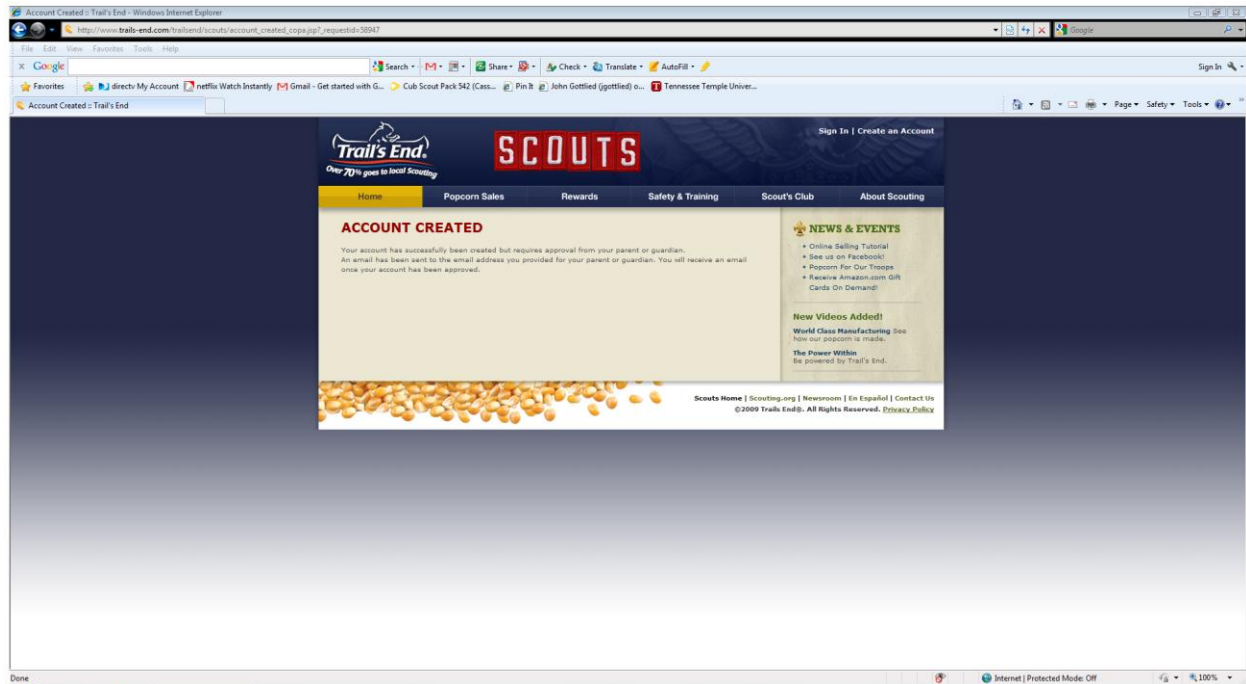 Account Created :: Trail's End - Windows Internet Explorer
http://www.trails-end.com/trailsend/scouts/account_created_copa.jsp?_requestid=38947
Google
File Edit View Favorites Tools Help
x Google Search Share Check Translate AutoFill Sign In
Favorites directv My Account netflix Watch Instantly Gmail - Get started with G... Cub Scout Pack 542 (Cass... Pin It John Gottlied (jgottlied) o... Tennessee Temple Univer...
Account Created :: Trail's End Page Safety Tools
Sign In | Create an Account
Trail's End®
Over 70% goes to local Scouting
SCOUTS
Home Popcorn Sales Rewards Safety & Training Scout's Club About Scouting
ACCOUNT CREATED
Your account has successfully been created but requires approval from your parent or guardian.
An email has been sent to the email address you provided for your parent or guardian. You will receive an email
once your account has been approved.
NEWS & EVENTS
• Online Selling Tutorial
• See us on Facebook!
• Popcorn For Our Troops
• Receive Amazon.com Gift
Cards On Demand!
New Videos Added!
World Class Manufacturing See
how our popcorn is made.
The Power Within
Be powered by Trail's End.
Scouts Home | Scouting.org | Newsroom | En Español | Contact Us
©2009 Trails End®. All Rights Reserved. Privacy Policy
Done Internet | Protected Mode: Off 100%